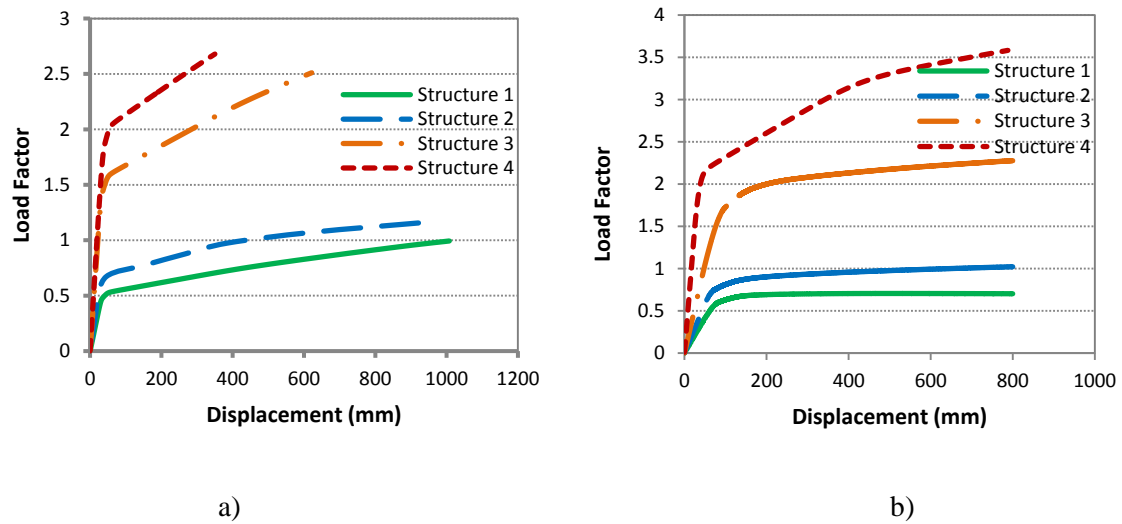 3
2.5
2
1.5
1
0.5
0
0
200
400
600
800
1000
1200
Load Factor
Displacement (mm)
Structure 1
Structure 2
Structure 3
Structure 4
a)
4
3.5
3
2.5
2
1.5
1
0.5
0
0
200
400
600
800
1000
Load Factor
Displacement (mm)
Structure 1
Structure 2
Structure 3
Structure 4
b)